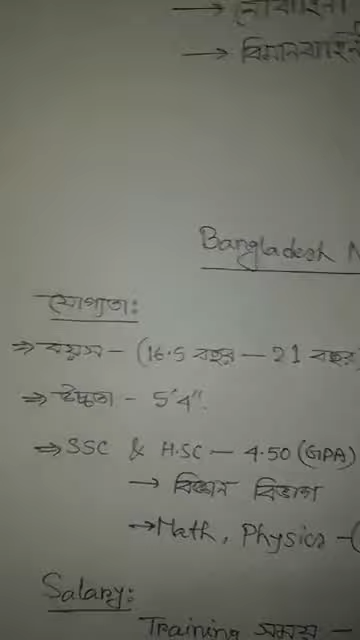 → নৌবাহিনী
→ বিমানবাহিনী
Bangladesh N
যোগ্যতা:
⇒ বয়স - (16.5 বছর - 21 বছর)
⇒ উচ্চতা - 5'4"
⇒ SSC & H.SC - 4.50 (GPA)
→ বিজ্ঞান বিভাগ
→ Math, Physics - (
Salary:
Training সময় -